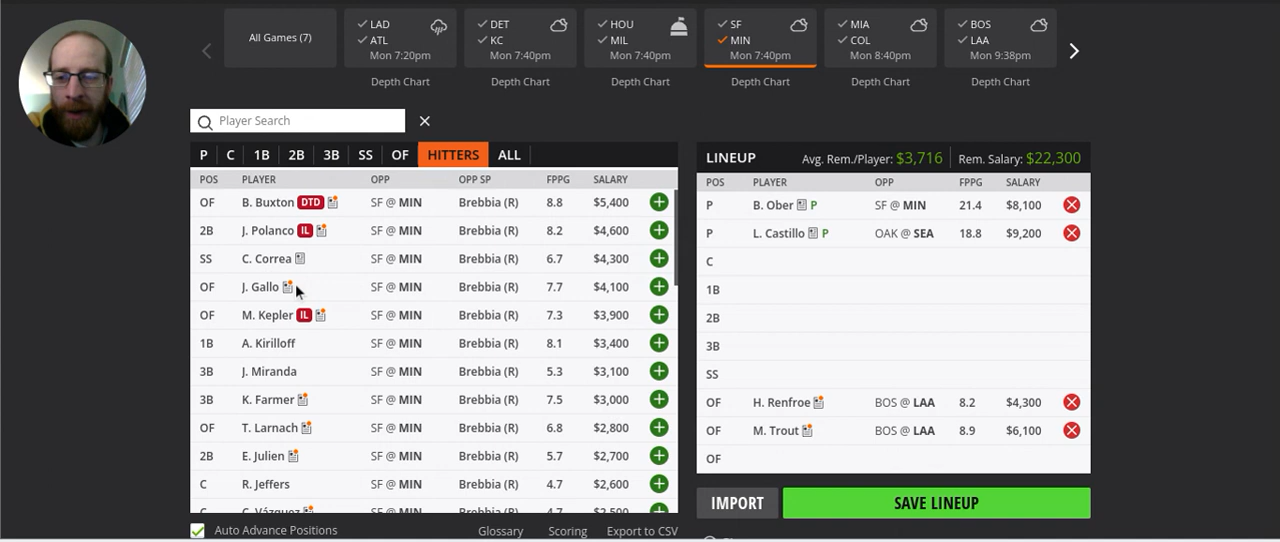 All Games (7)
LAD
ATL
Mon 7:20pm
Depth Chart
DET
KC
Mon 7:40pm
Depth Chart
HOU
MIL
Mon 7:40pm
Depth Chart
SF
MIN
Mon 7:40pm
Depth Chart
MIA
COL
Mon 8:40pm
Depth Chart
BOS
LAA
Mon 9:38pm
Depth Chart
Player Search
P C 1B 2B 3B SS OF HITTERS ALL
POS PLAYER OPP OPP SP FPPG SALARY
OF B. Buxton DTD SF @ MIN Brebbia (R) 8.8 $5,400
2B J. Polanco IL SF @ MIN Brebbia (R) 8.2 $4,600
SS C. Correa SF @ MIN Brebbia (R) 6.7 $4,300
OF J. Gallo SF @ MIN Brebbia (R) 7.7 $4,100
OF M. Kepler IL SF @ MIN Brebbia (R) 7.3 $3,900
1B A. Kirilloff SF @ MIN Brebbia (R) 8.1 $3,400
3B J. Miranda SF @ MIN Brebbia (R) 5.3 $3,100
3B K. Farmer SF @ MIN Brebbia (R) 7.5 $3,000
OF T. Larnach SF @ MIN Brebbia (R) 6.8 $2,800
2B E. Julien SF @ MIN Brebbia (R) 5.7 $2,700
C R. Jeffers SF @ MIN Brebbia (R) 4.7 $2,600
C C. Vázquez SF @ MIN Brebbia (R) 4.7 $2,500
Auto Advance Positions Glossary Scoring Export to CSV
LINEUP Avg. Rem./Player: $3,716 Rem. Salary: $22,300
POS PLAYER OPP FPPG SALARY
P B. Ober P SF @ MIN 21.4 $8,100
P L. Castillo P OAK @ SEA 18.8 $9,200
C
1B
2B
3B
SS
OF H. Renfroe BOS @ LAA 8.2 $4,300
OF M. Trout BOS @ LAA 8.9 $6,100
OF
IMPORT SAVE LINEUP